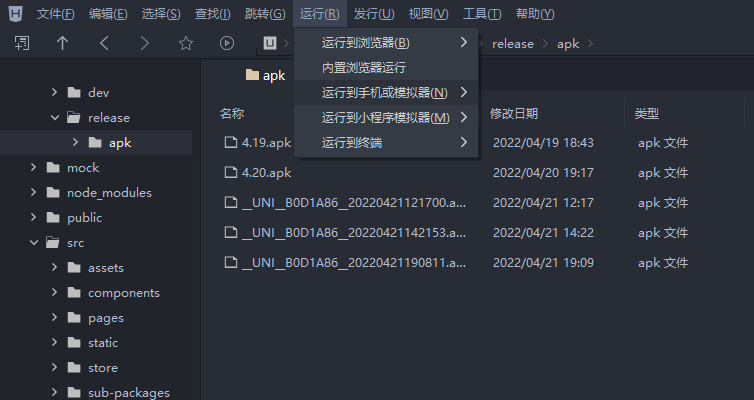 文件(F) 编辑(E) 选择(S) 查找(I) 跳转(G) 运行(R) 发行(U) 视图(V) 工具(T) 帮助(Y)
U release apk
运行到浏览器(B)
内置浏览器运行
运行到手机或模拟器(N)
运行到小程序模拟器(M)
运行到终端
dev
release
apk
mock
node_modules
public
src
assets
components
pages
static
store
sub-packages
apk
名称 修改日期 类型
4.19.apk 2022/04/19 18:43 apk 文件
4.20.apk 2022/04/20 19:17 apk 文件
__UNI__B0D1A86__20220421121700.a... 2022/04/21 12:17 apk 文件
__UNI__B0D1A86__20220421142153.a... 2022/04/21 14:22 apk 文件
__UNI__B0D1A86__20220421190811.a... 2022/04/21 19:09 apk 文件